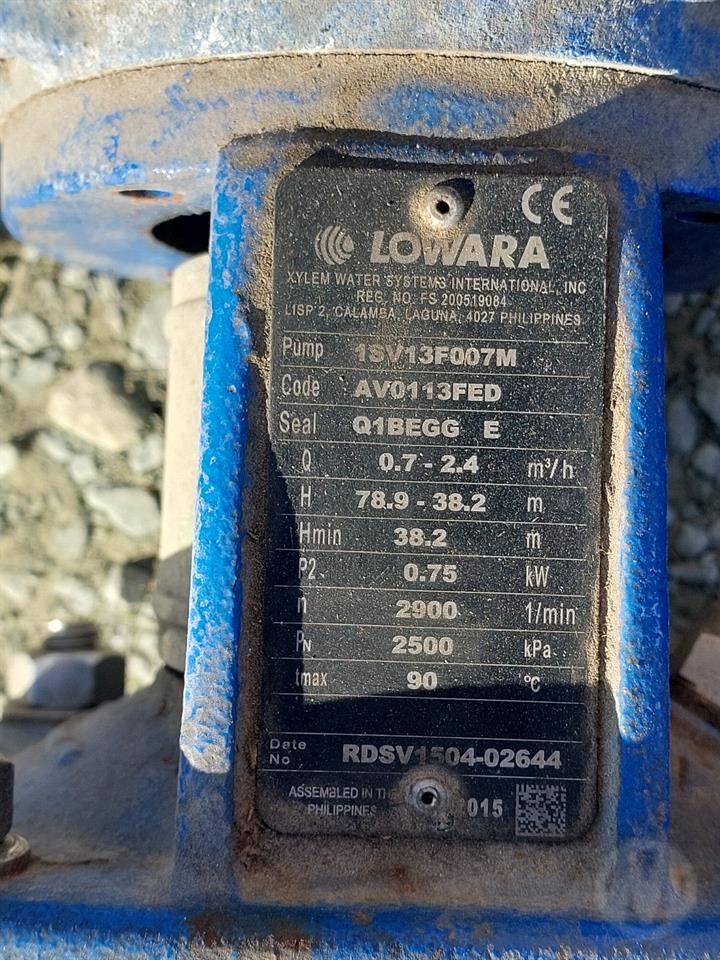 CE
LOWARA
XYLEM WATER SYSTEMS INTERNATIONAL, INC
REG. NO. FS 200519084
LISP 2, CALAMBA, LAGUNA, 4027 PHILIPPINES
Pump 1SV13F007M
Code AV0113FED
Seal Q1BEGG E
Q 0.7 - 2.4 m³/h
H 78.9 - 38.2 m
Hmin 38.2 m
P2 0.75 kW
n 2900 1/min
PN 2500 kPa
tmax 90 °C
Date
No RDSV1504-02644
ASSEMBLED IN THE
PHILIPPINES 2015